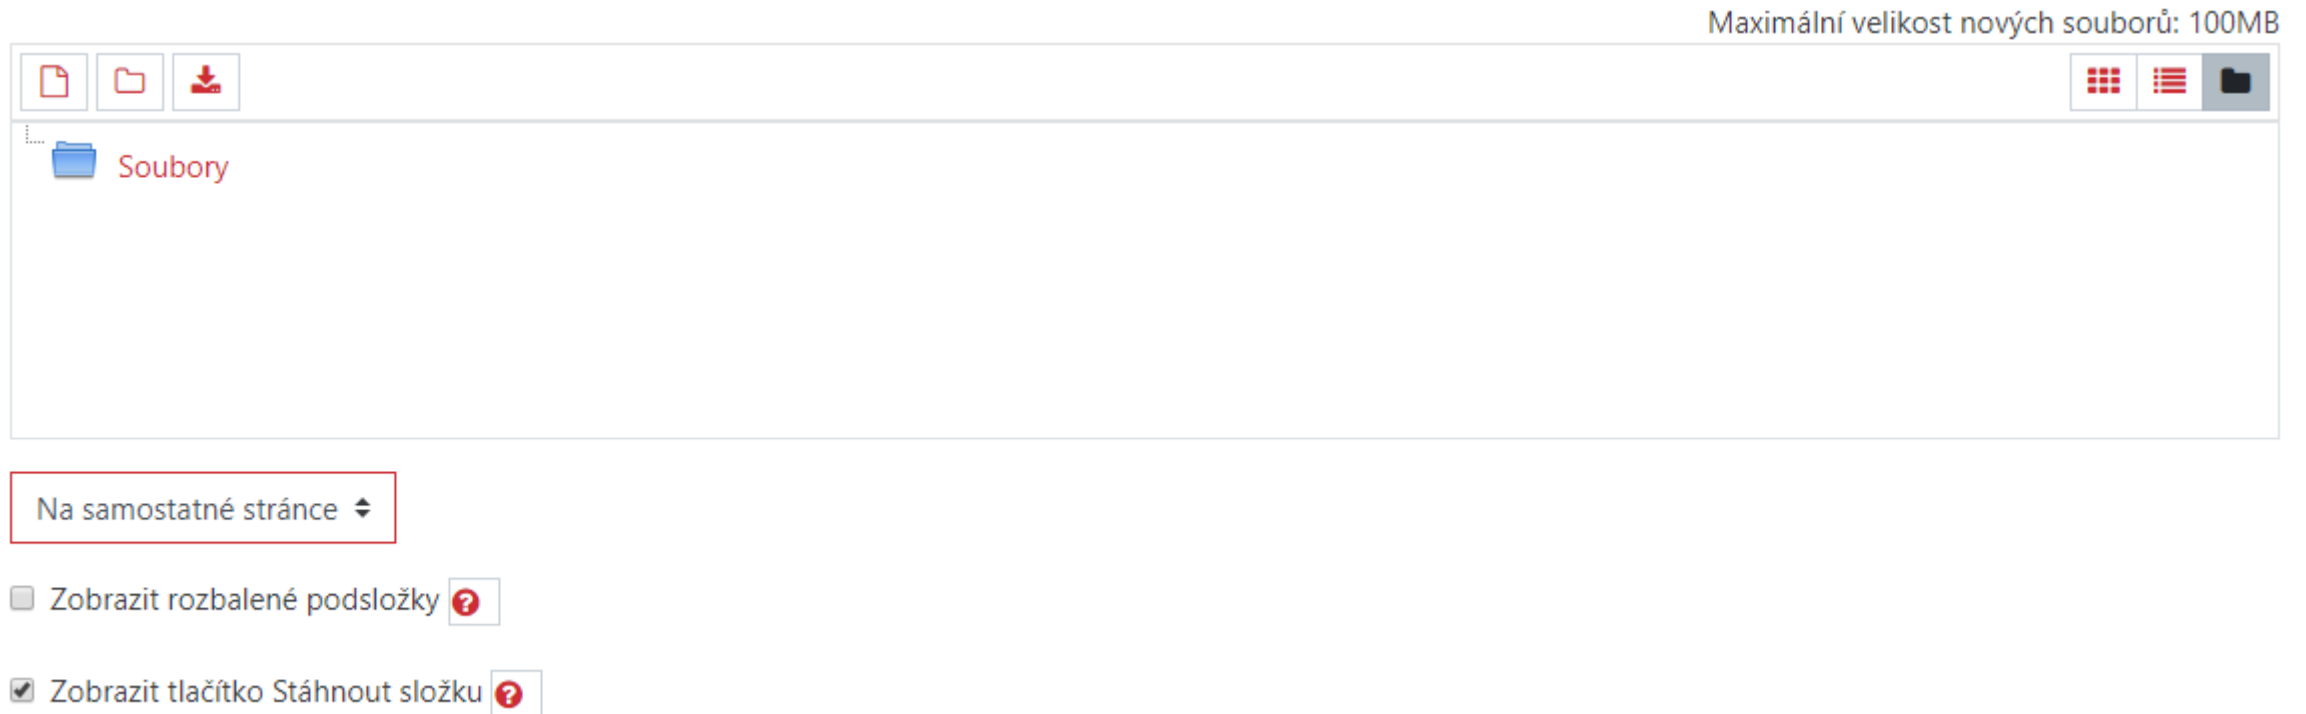 Maximální velikost nových souborů: 100MB
Soubory
Na samostatné stránce
Zobrazit rozbalené podsložky
Zobrazit tlačítko Stáhnout složku